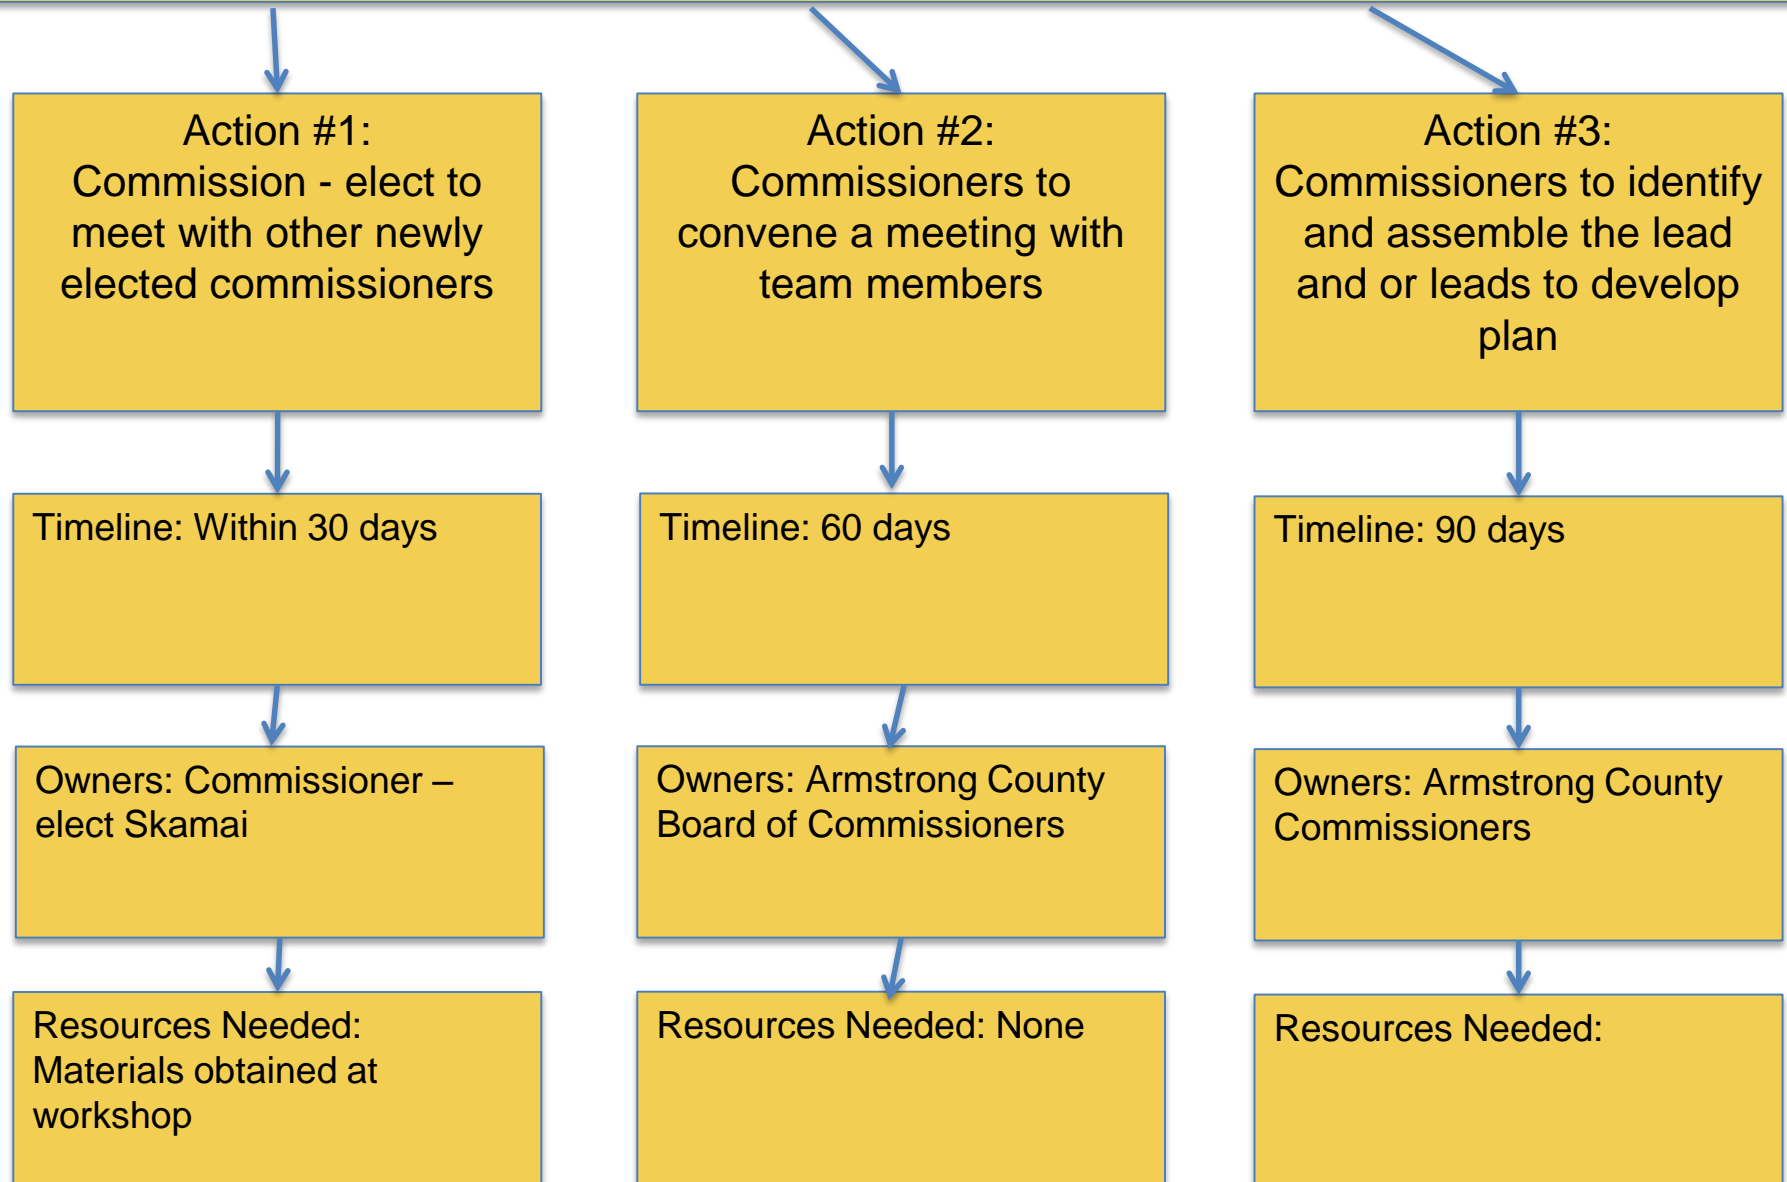 Action #1:
Commission - elect to
meet with other newly
elected commissioners
Timeline: Within 30 days
Owners: Commissioner –
elect Skamai
Resources Needed:
Materials obtained at
workshop
Action #2:
Commissioners to
convene a meeting with
team members
Timeline: 60 days
Owners: Armstrong County
Board of Commissioners
Resources Needed: None
Action #3:
Commissioners to identify
and assemble the lead
and or leads to develop
plan
Timeline: 90 days
Owners: Armstrong County
Commissioners
Resources Needed: